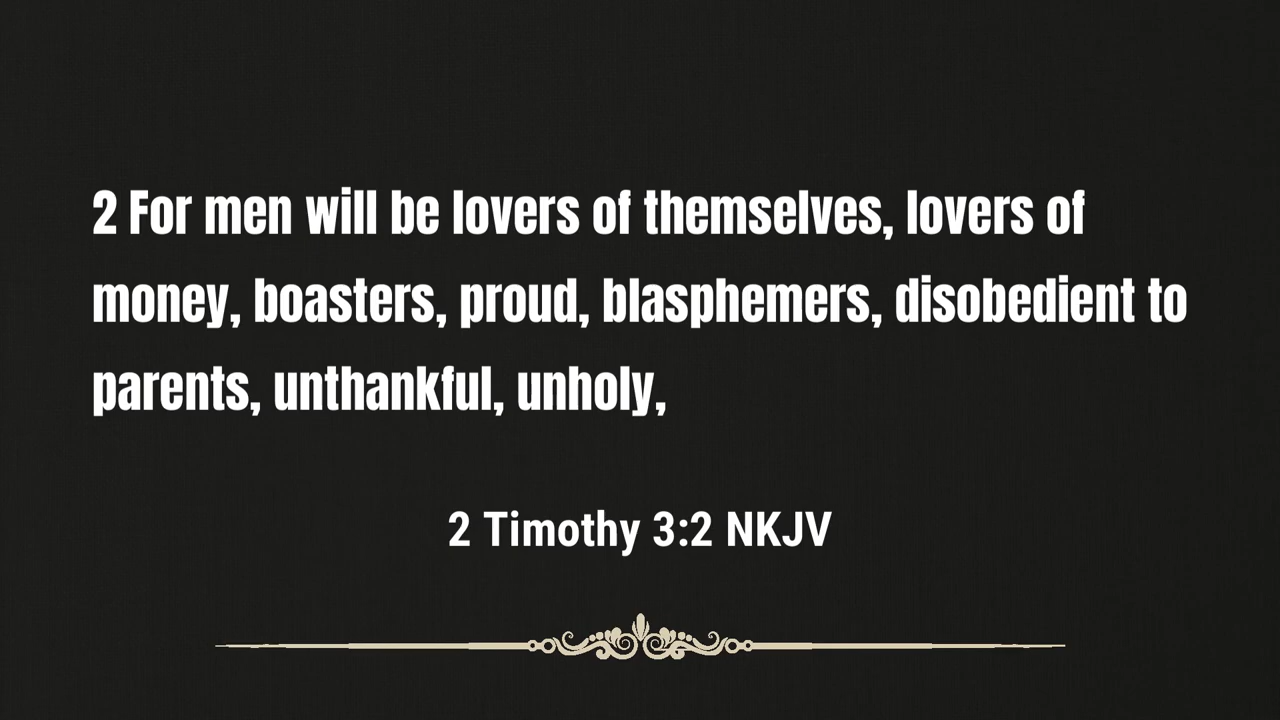 2 For men will be lovers of themselves, lovers of
money, boasters, proud, blasphemers, disobedient to
parents, unthankful, unholy,
2 Timothy 3:2 NKJV